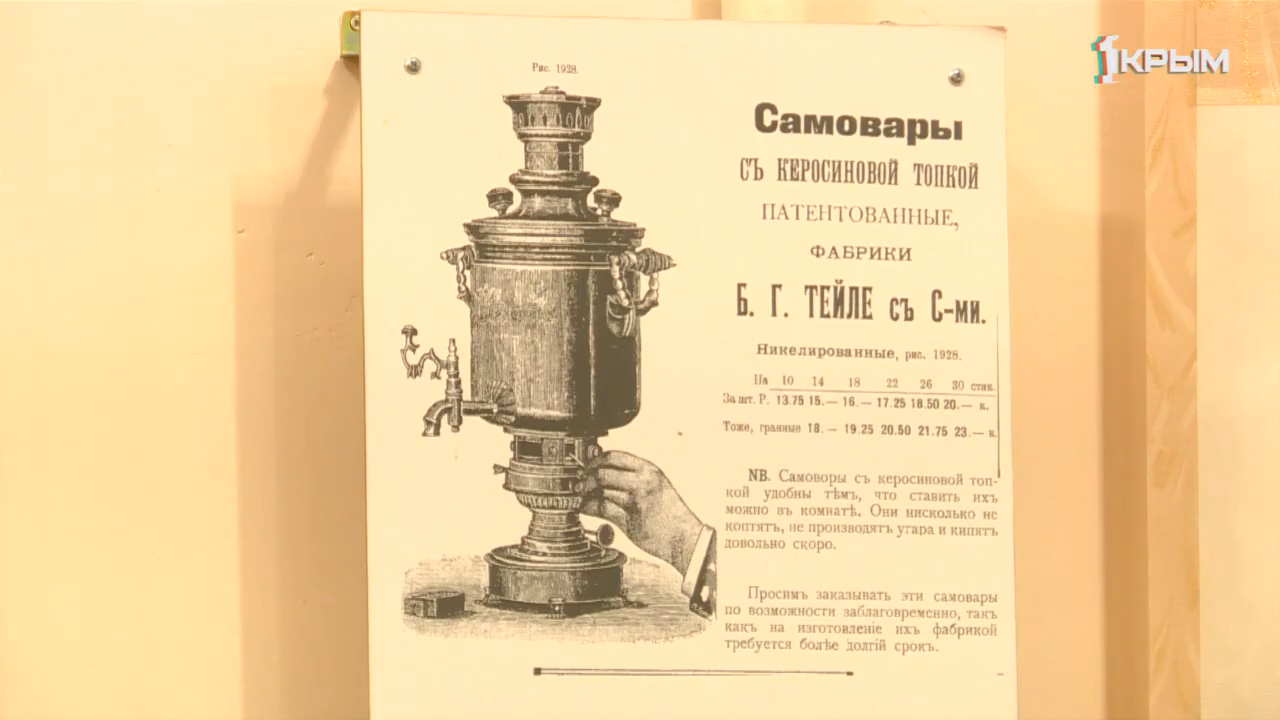 1КРЫМ
Рис. 1928.
Самовары
СЪ КЕРОСИНОВОЙ ТОПКОЙ
ПАТЕНТОВАННЫЕ,
ФАБРИКИ
Б. Г. ТЕЙЛЕ съ С-ми.
Никелированные, рис. 1928.
На 10 14 18 22 26 30 стак.
За шт. Р. 13.75 15.— 16.— 17.25 18.50 20.— к.
Тоже, гранные 18.— 19.25 20.50 21.75 23.— к.
NB. Самоворы съ керосиновой топ-
кой удобны тѣмъ, что ставить ихъ
можно въ комнатѣ. Они нисколько не
коптятъ, не производятъ угара и кипятъ
довольно скоро.
Просимъ заказывать эти самовары
по возможности заблаговременно, такъ
какъ на изготовленіе ихъ фабрикой
требуется болѣе долгій срокъ.